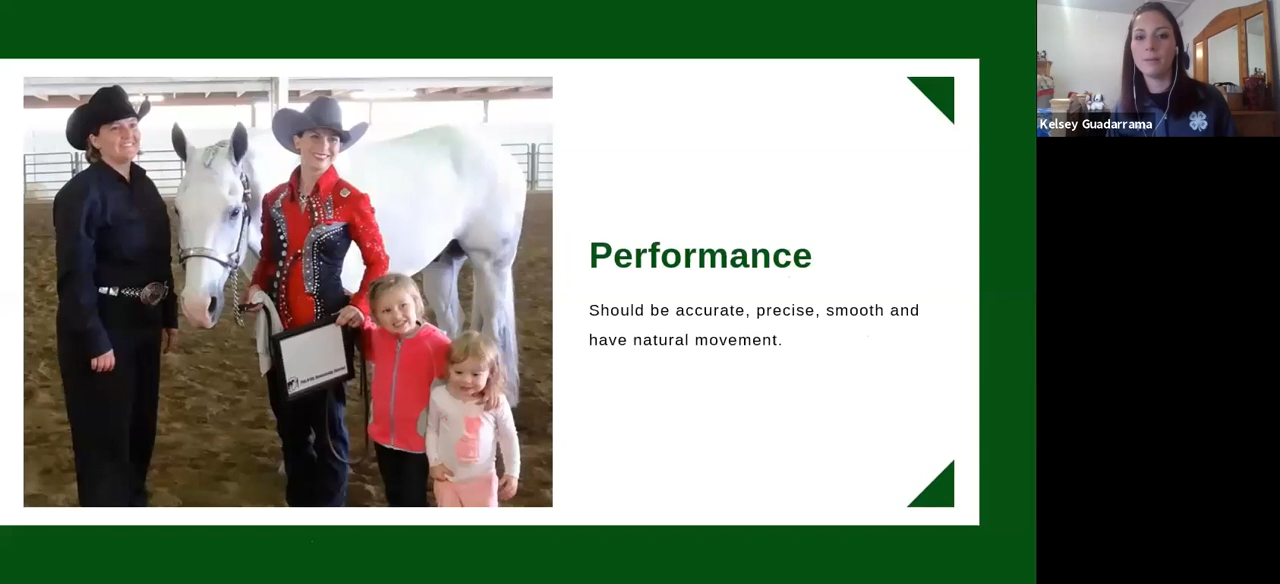 Performance
Should be accurate, precise, smooth and
have natural movement.
Kelsey Guadarrama